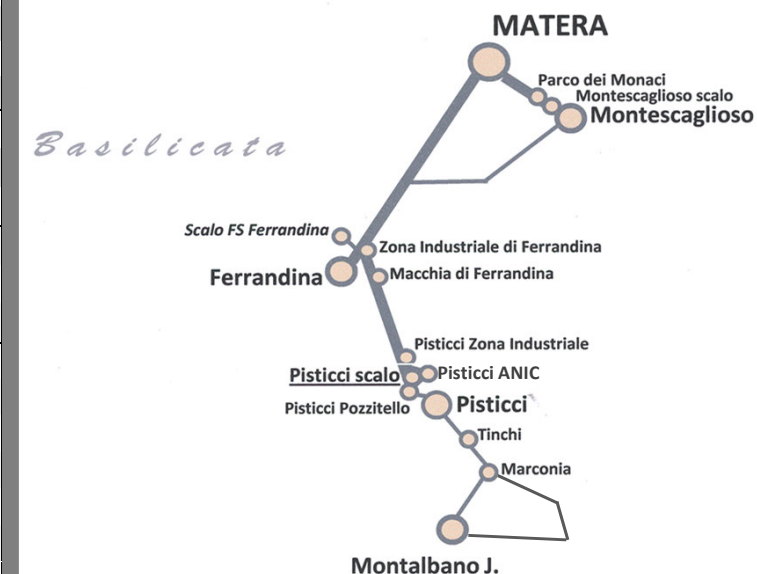 MATERA
Parco dei Monaci
Montescaglioso scalo
Montescaglioso
Basilicata
Scalo FS Ferrandina
Zona Industriale di Ferrandina
Ferrandina
Macchia di Ferrandina
Pisticci Zona Industriale
Pisticci scalo
Pisticci ANIC
Pisticci Pozzitello
Pisticci
Tinchi
Marconia
Montalbano J.